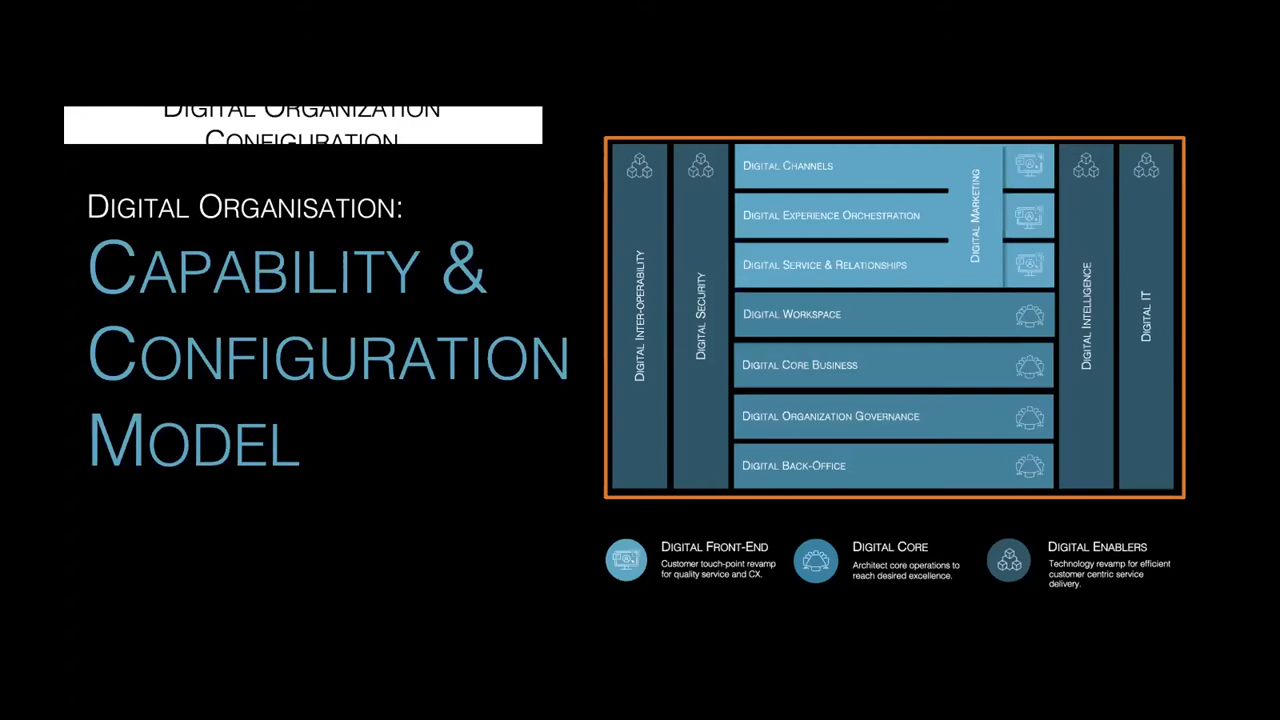 DIGITAL ORGANIZATION
CONFIGURATION
DIGITAL ORGANISATION:
CAPABILITY &
CONFIGURATION
MODEL
DIGITAL INTER-OPERABILITY
DIGITAL SECURITY
DIGITAL CHANNELS
DIGITAL EXPERIENCE ORCHESTRATION
DIGITAL SERVICE & RELATIONSHIPS
DIGITAL MARKETING
DIGITAL WORKSPACE
DIGITAL CORE BUSINESS
DIGITAL ORGANIZATION GOVERNANCE
DIGITAL BACK-OFFICE
DIGITAL INTELLIGENCE
DIGITAL IT
DIGITAL FRONT-END
Customer touch-point revamp
for quality service and CX.
DIGITAL CORE
Architect core operations to
reach desired excellence.
DIGITAL ENABLERS
Technology revamp for efficient
customer centric service
delivery.